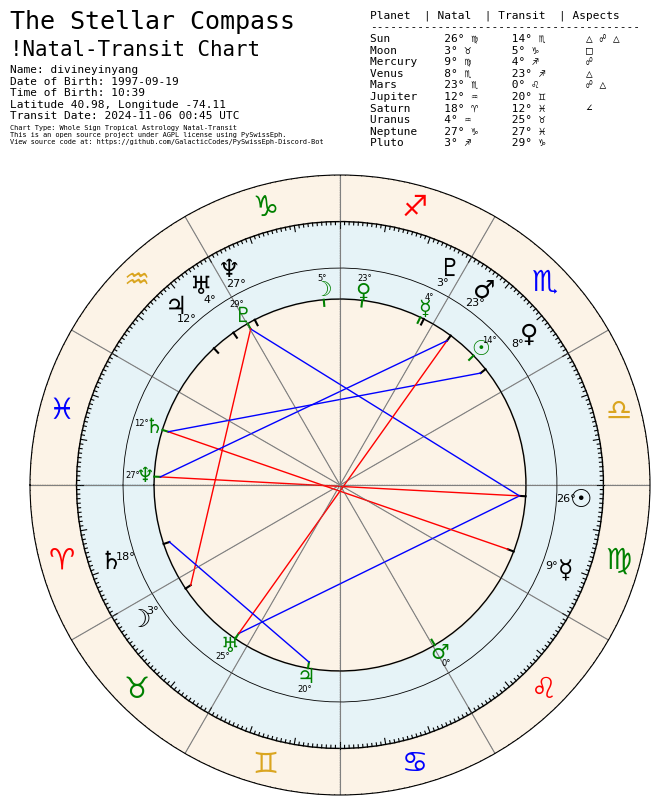 The Stellar Compass
!Natal-Transit Chart
Name: divineyinyang
Date of Birth: 1997-09-19
Time of Birth: 10:39
Latitude 40.98, Longitude -74.11
Transit Date: 2024-11-06 00:45 UTC
Chart Type: Whole Sign Tropical Astrology Natal-Transit
This is an open source project under AGPL license using PySwissEph.
View source code at: https://github.com/GalacticCodes/PySwissEph-Discord-Bot
Planet | Natal | Transit | Aspects
----------------------------------------
Sun 26° ♍ 14° ♏ △ ☍ △
Moon 3° ♉ 5° ♑ □
Mercury 9° ♍ 4° ♐ ☍
Venus 8° ♏ 23° ♐ △
Mars 23° ♏ 0° ♌ ☍ △
Jupiter 12° ♒ 20° ♊
Saturn 18° ♈ 12° ♓ ∠
Uranus 4° ♒ 25° ♉
Neptune 27° ♑ 27° ♓
Pluto 3° ♐ 29° ♑
♑ ♐
♒ ♏
♆ 27° ♇ 3°
♅ 4° ♂ 23°
♃ 12° ♀ 8°
☽ 5° ♀ 23° ☿ 4°
♇ 29° ☉ 14°
♓ ♎
♄ 12°
♆ 27° ☉ 26°
♈ ♍
♄ 18° ☿ 9°
☽ 3°
♅ 25° ♂ 0°
♃ 20°
♉ ♌
♊ ♋